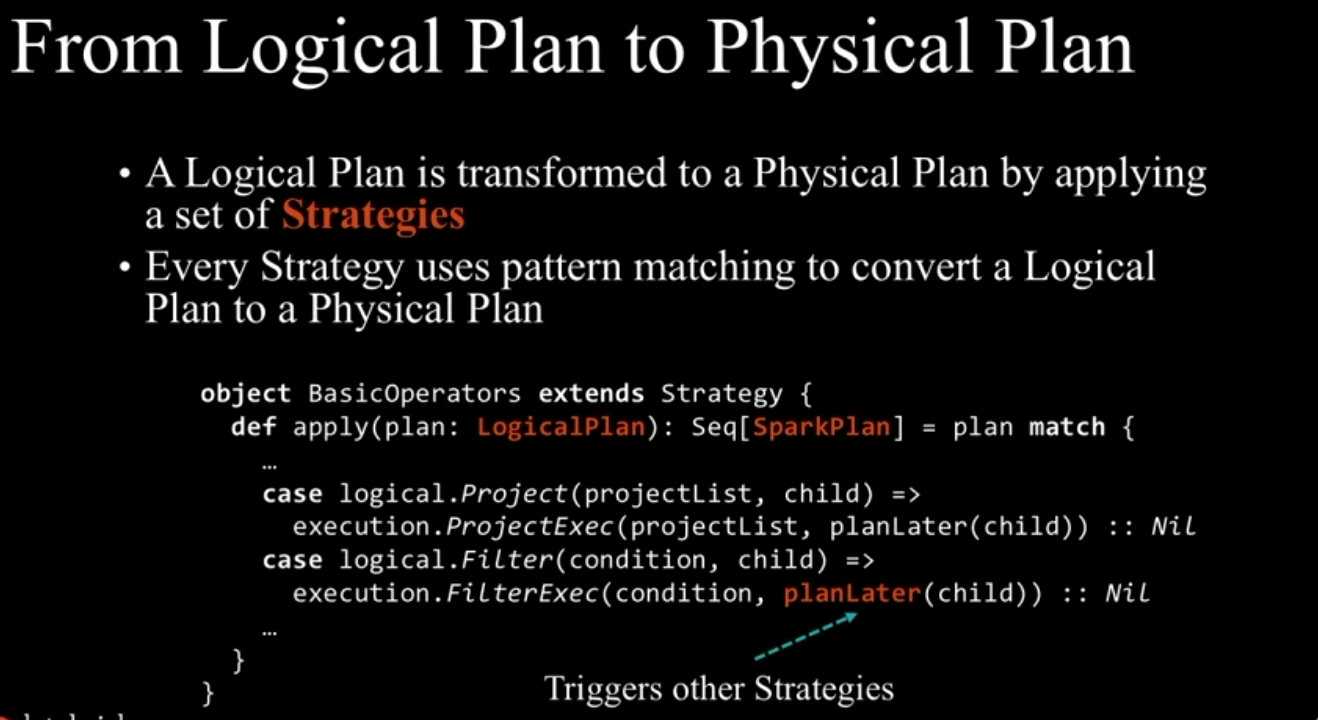 From Logical Plan to Physical Plan
• A Logical Plan is transformed to a Physical Plan by applying
a set of Strategies
• Every Strategy uses pattern matching to convert a Logical
Plan to a Physical Plan
object BasicOperators extends Strategy {
def apply(plan: LogicalPlan): Seq[SparkPlan] = plan match {
…
case logical.Project(projectList, child) =>
execution.ProjectExec(projectList, planLater(child)) :: Nil
case logical.Filter(condition, child) =>
execution.FilterExec(condition, planLater(child)) :: Nil
…
}
}
Triggers other Strategies